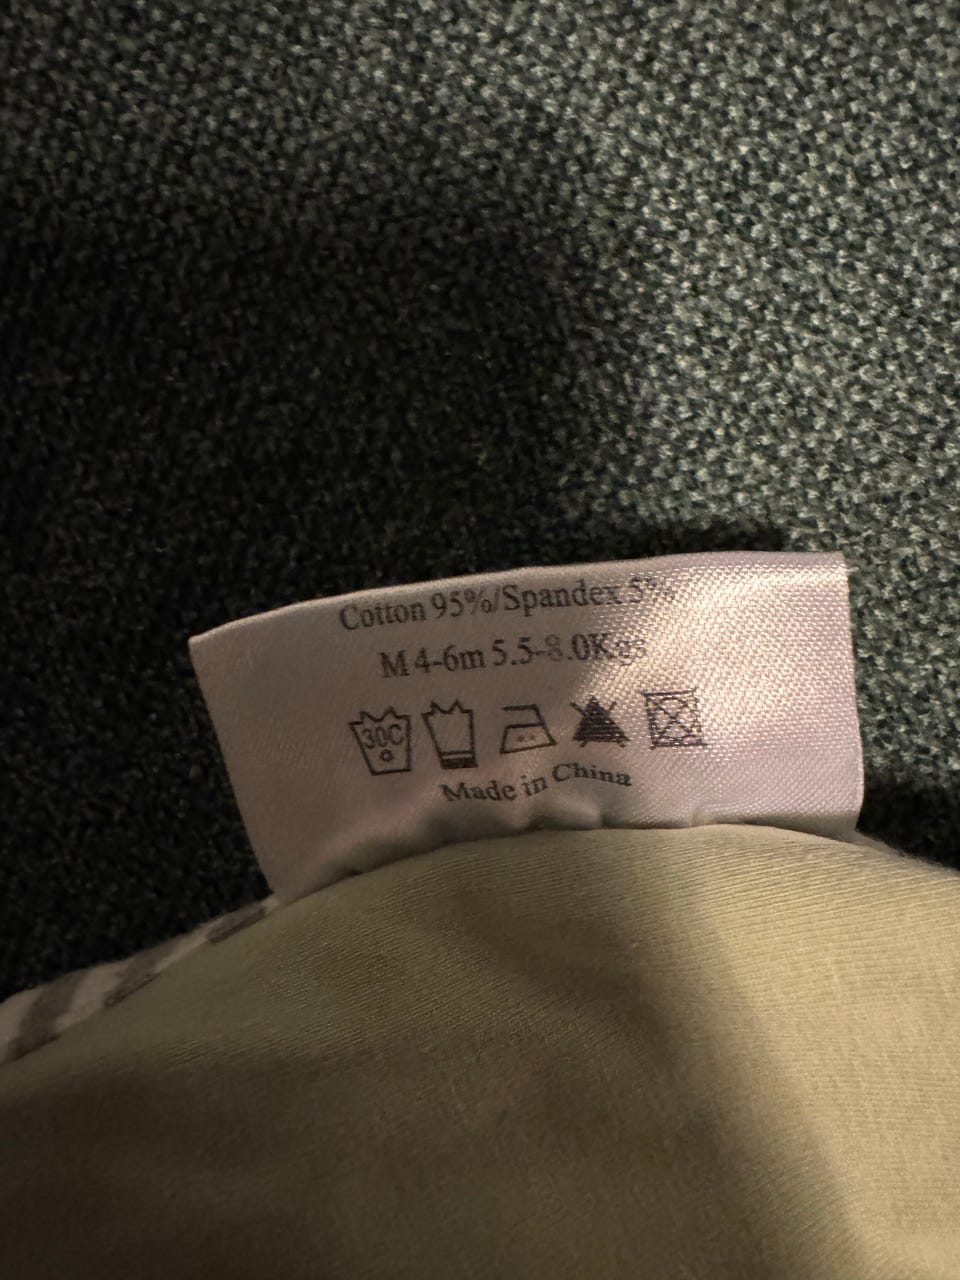 Cotton 95%/Spandex 5%
M 4-6m 5.5-8.0Kgs
30C
Made in China